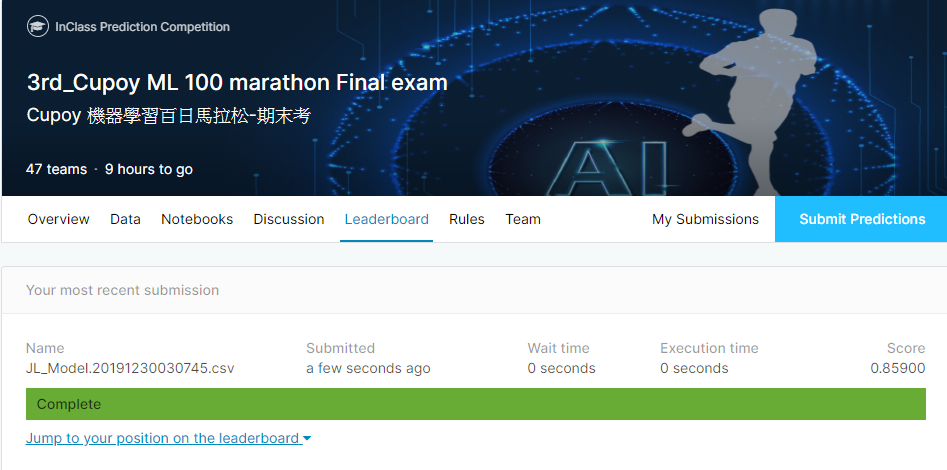 InClass Prediction Competition
3rd_Cupoy ML 100 marathon Final exam
Cupoy 機器學習百日馬拉松-期末考
AI
47 teams · 9 hours to go
Overview Data Notebooks Discussion Leaderboard Rules Team My Submissions Submit Predictions
Your most recent submission
Name Submitted Wait time Execution time Score
JL_Model.20191230030745.csv a few seconds ago 0 seconds 0 seconds 0.85900
Complete
Jump to your position on the leaderboard